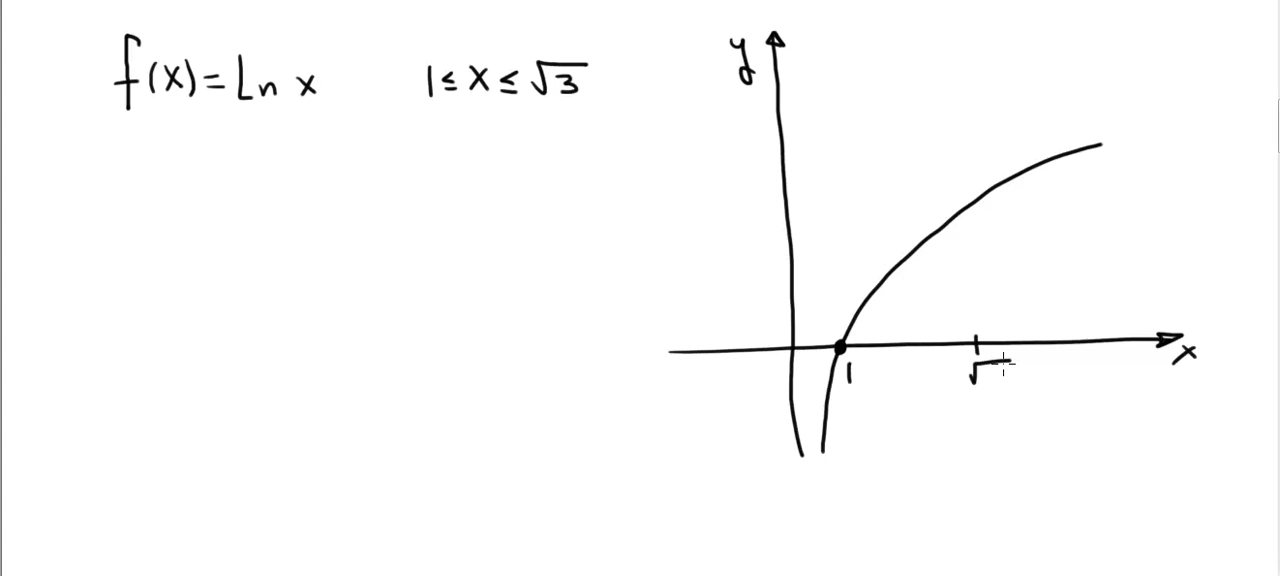 f(x)=Ln x 1≤x≤√3
y
x
1
√